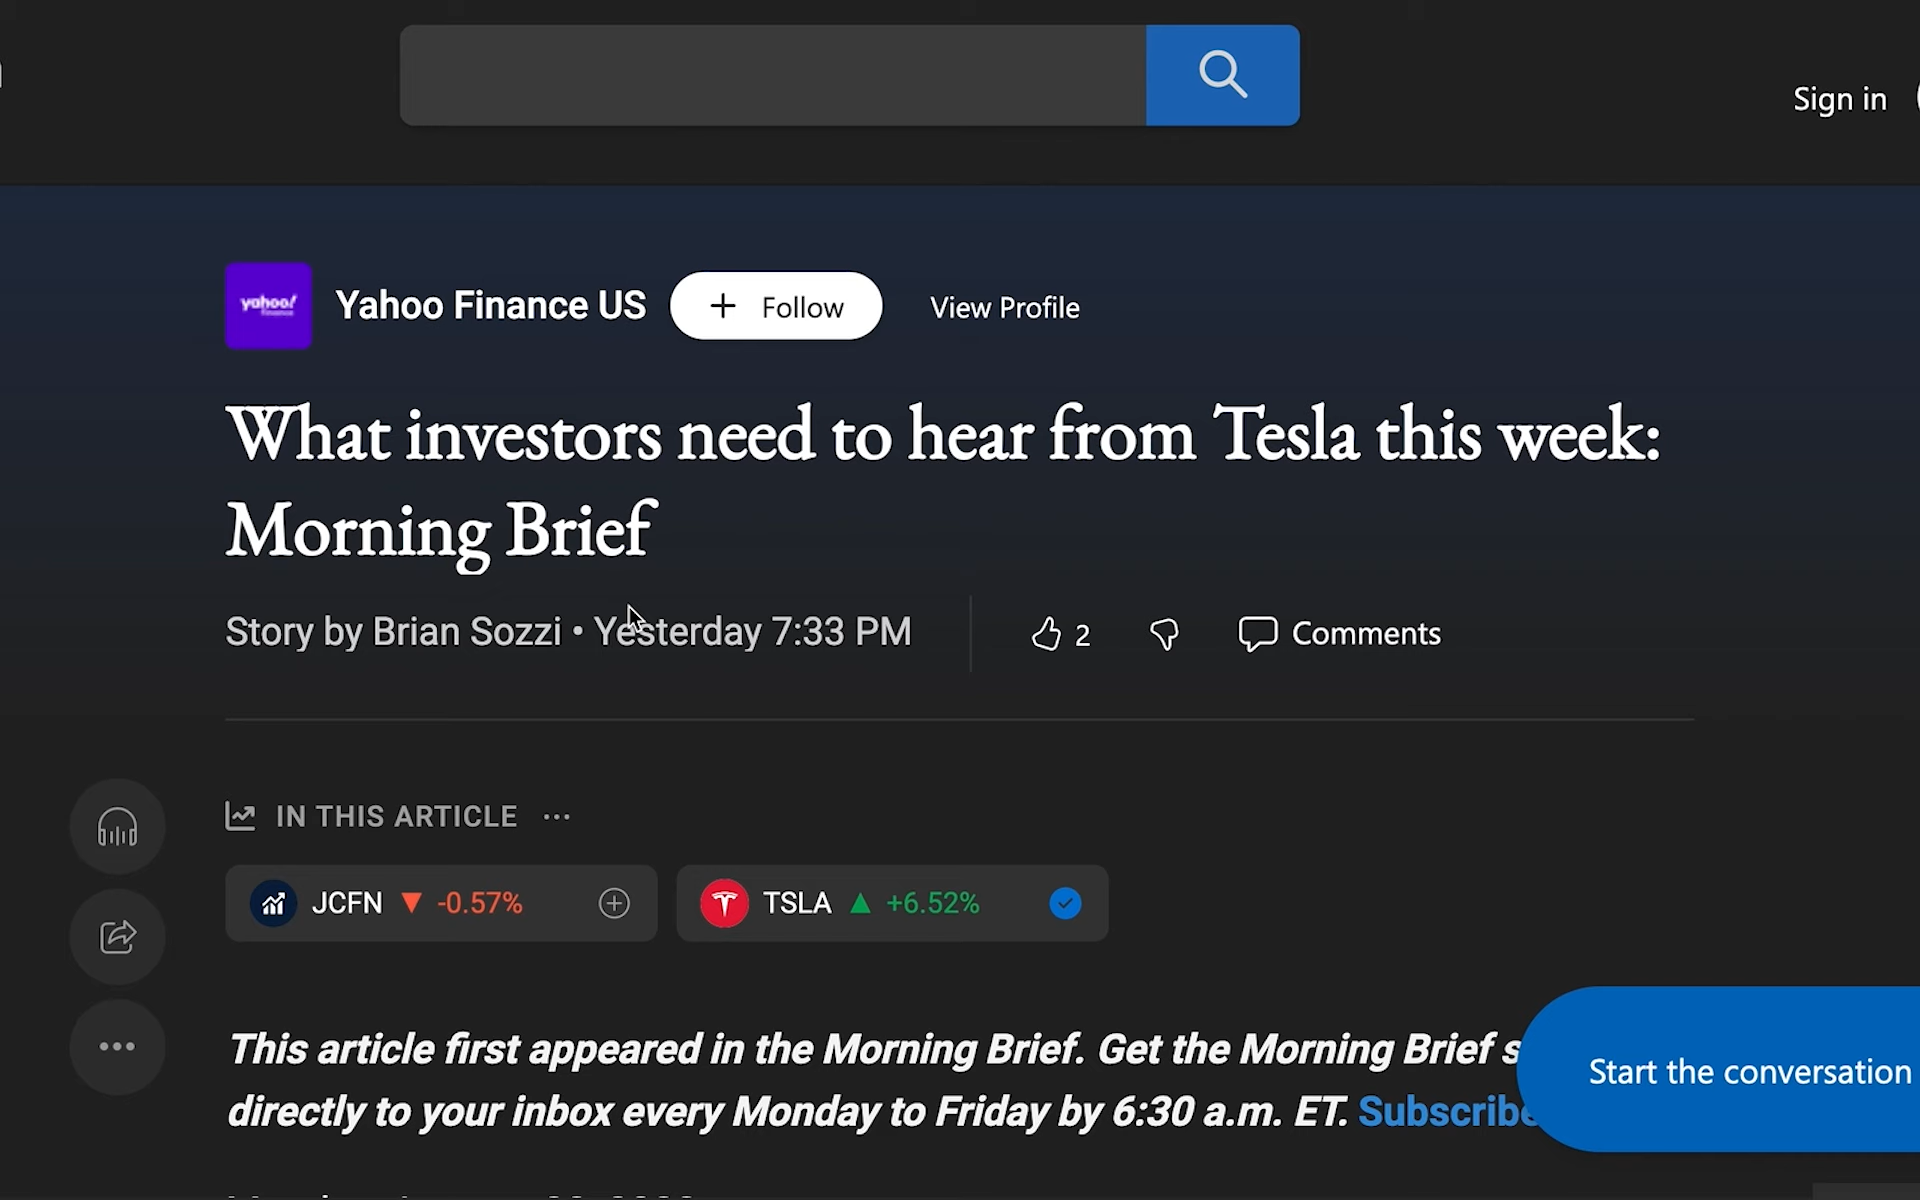 Sign in
yahoo!
finance
Yahoo Finance US
+ Follow
View Profile
What investors need to hear from Tesla this week:
Morning Brief
Story by Brian Sozzi • Yesterday 7:33 PM
2
Comments
IN THIS ARTICLE ...
JCFN ▼ -0.57%
TSLA ▲ +6.52%
This article first appeared in the Morning Brief. Get the Morning Brief
directly to your inbox every Monday to Friday by 6:30 a.m. ET. Subscribe
Start the conversation